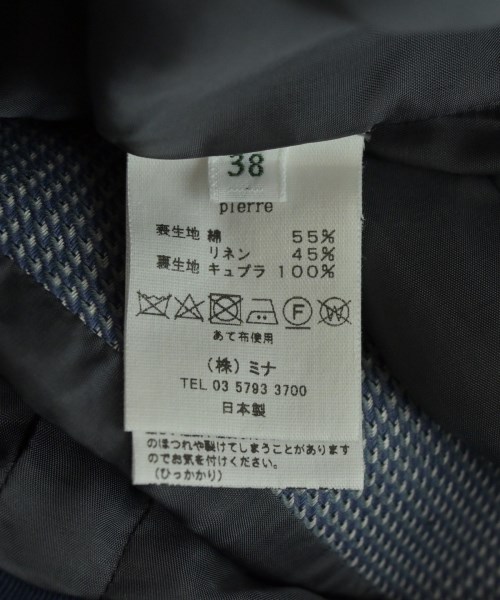 38
pierre
表生地 綿 55%
リネン 45%
裏生地 キュプラ 100%
F
W
あて布使用
(株)ミナ
TEL 03 5793 3700
日本製
のほつれや裂けてしまうことがあります
のでお気を付けください。
(ひっかかり)